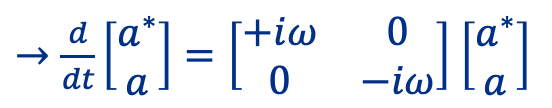 → d/dt [a* a] = [+iω 0 0 −iω] [a* a]